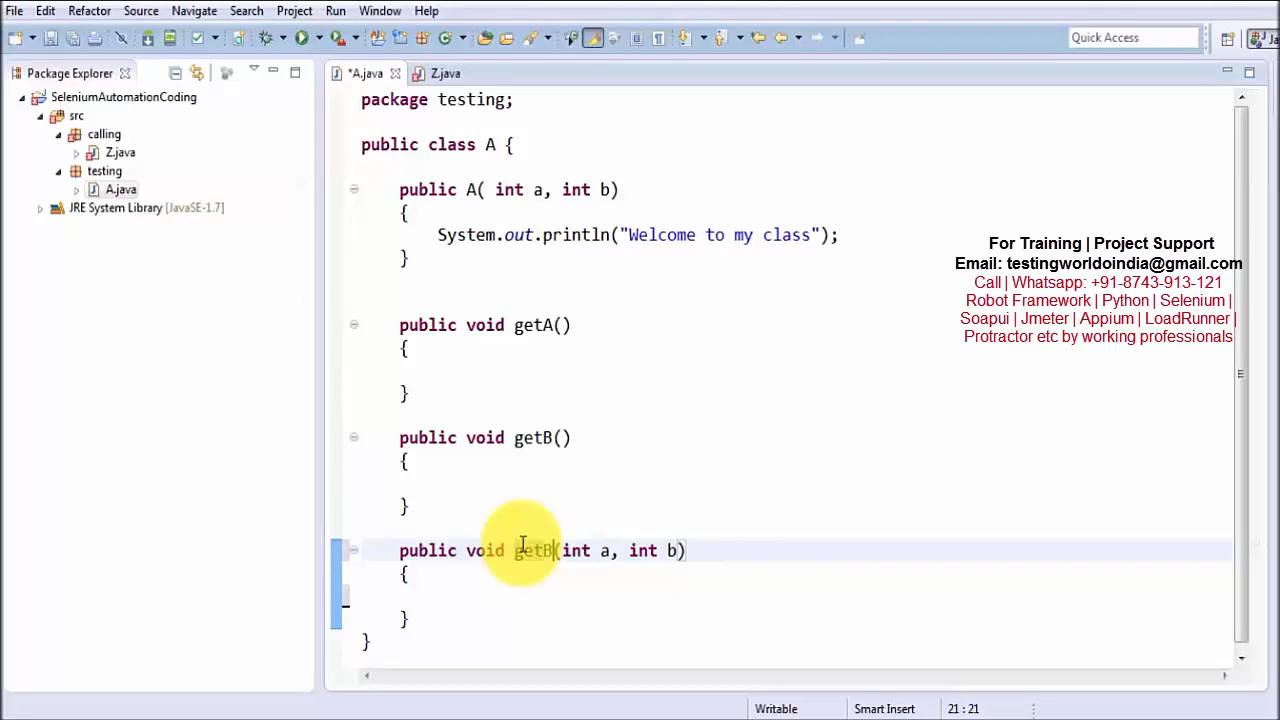 File Edit Refactor Source Navigate Search Project Run Window Help
Quick Access
Ja
Package Explorer
*A.java
Z.java
SeleniumAutomationCoding
src
calling
Z.java
testing
A.java
JRE System Library [JavaSE-1.7]
package testing;
public class A {
public A( int a, int b)
{
System.out.println("Welcome to my class");
}
public void getA()
{
}
public void getB()
{
}
public void getB(int a, int b)
{
}
}
For Training | Project Support
Email: testingworldoindia@gmail.com
Call | Whatsapp: +91-8743-913-121
Robot Framework | Python | Selenium |
Soapui | Jmeter | Appium | LoadRunner |
Protractor etc by working professionals
Writable
Smart Insert
21 : 21